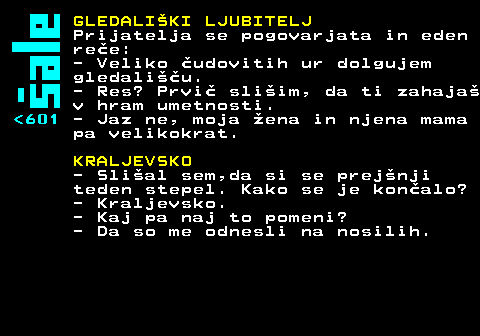 šale
<601
GLEDALIŠKI LJUBITELJ
Prijatelja se pogovarjata in eden
reče:
- Veliko čudovitih ur dolgujem
gledališču.
- Res? Prvič slišim, da ti zahajaš
v hram umetnosti.
- Jaz ne, moja žena in njena mama
pa velikokrat.
KRALJEVSKO
- Slišal sem,da si se prejšnji
teden stepel. Kako se je končalo?
- Kraljevsko.
- Kaj pa naj to pomeni?
- Da so me odnesli na nosilih.